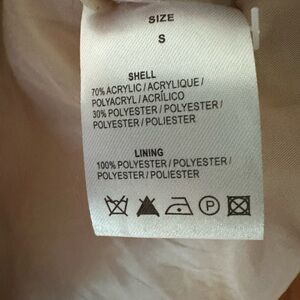 SIZE
S
SHELL
70% ACRYLIC / ACRYLIQUE /
POLYACRYL / ACRÍLICO
30% POLYESTER / POLYESTER /
POLYESTER / POLIESTER
LINING
100% POLYESTER / POLYESTER /
POLYESTER / POLIESTER
P